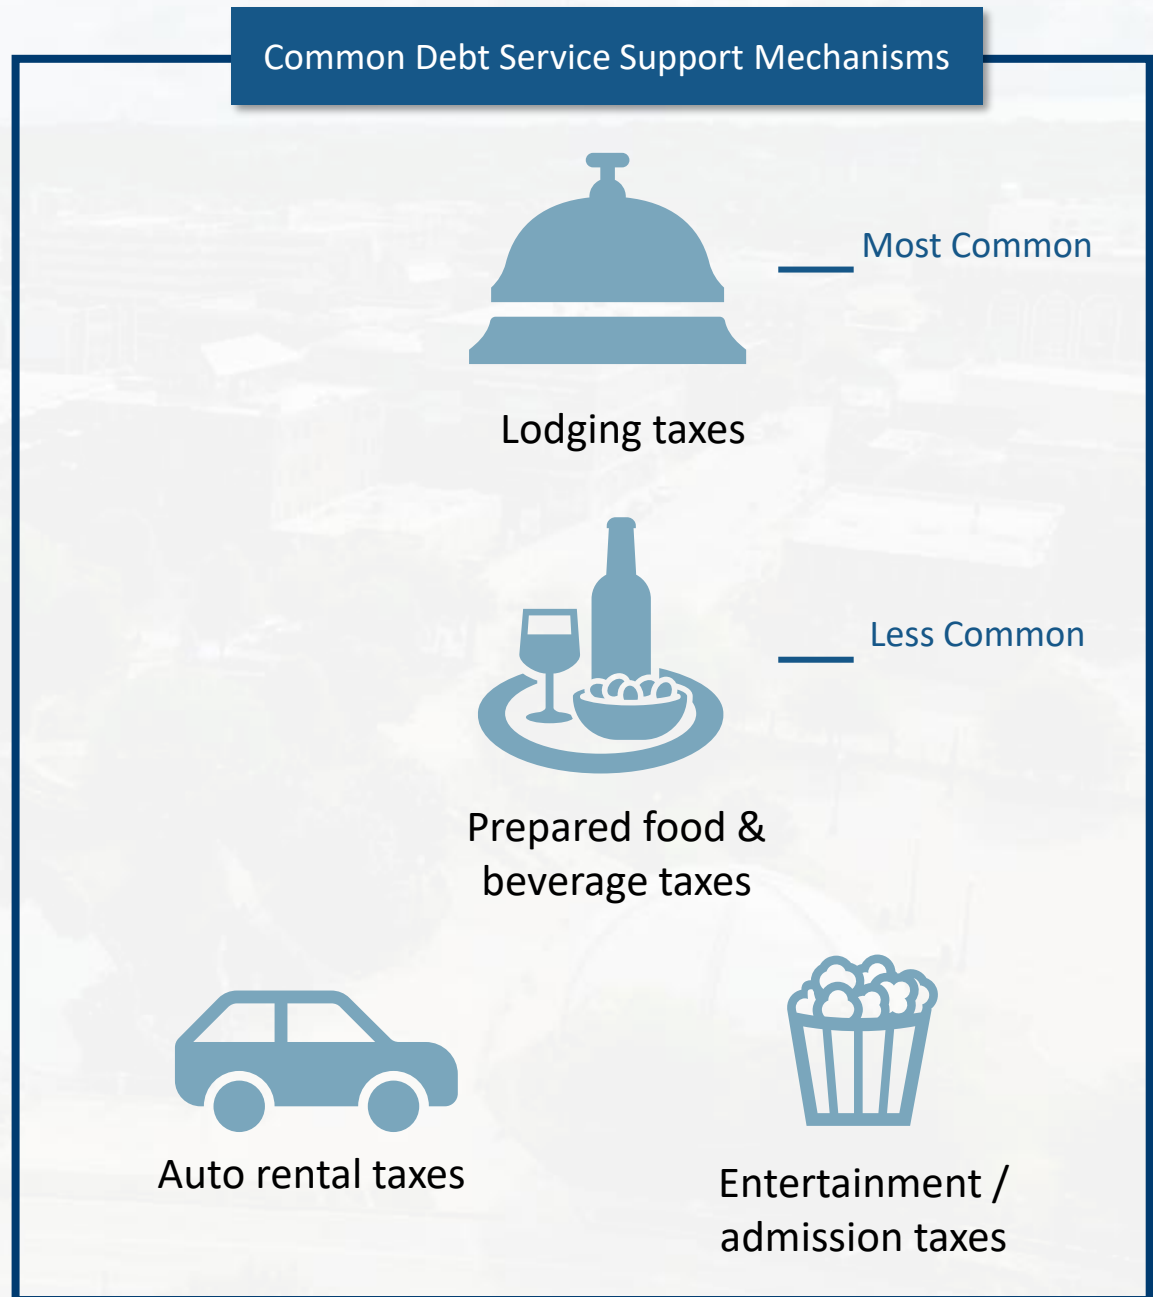 Common Debt Service Support Mechanisms
Most Common
Lodging taxes
Less Common
Prepared food &
beverage taxes
Auto rental taxes
Entertainment /
admission taxes